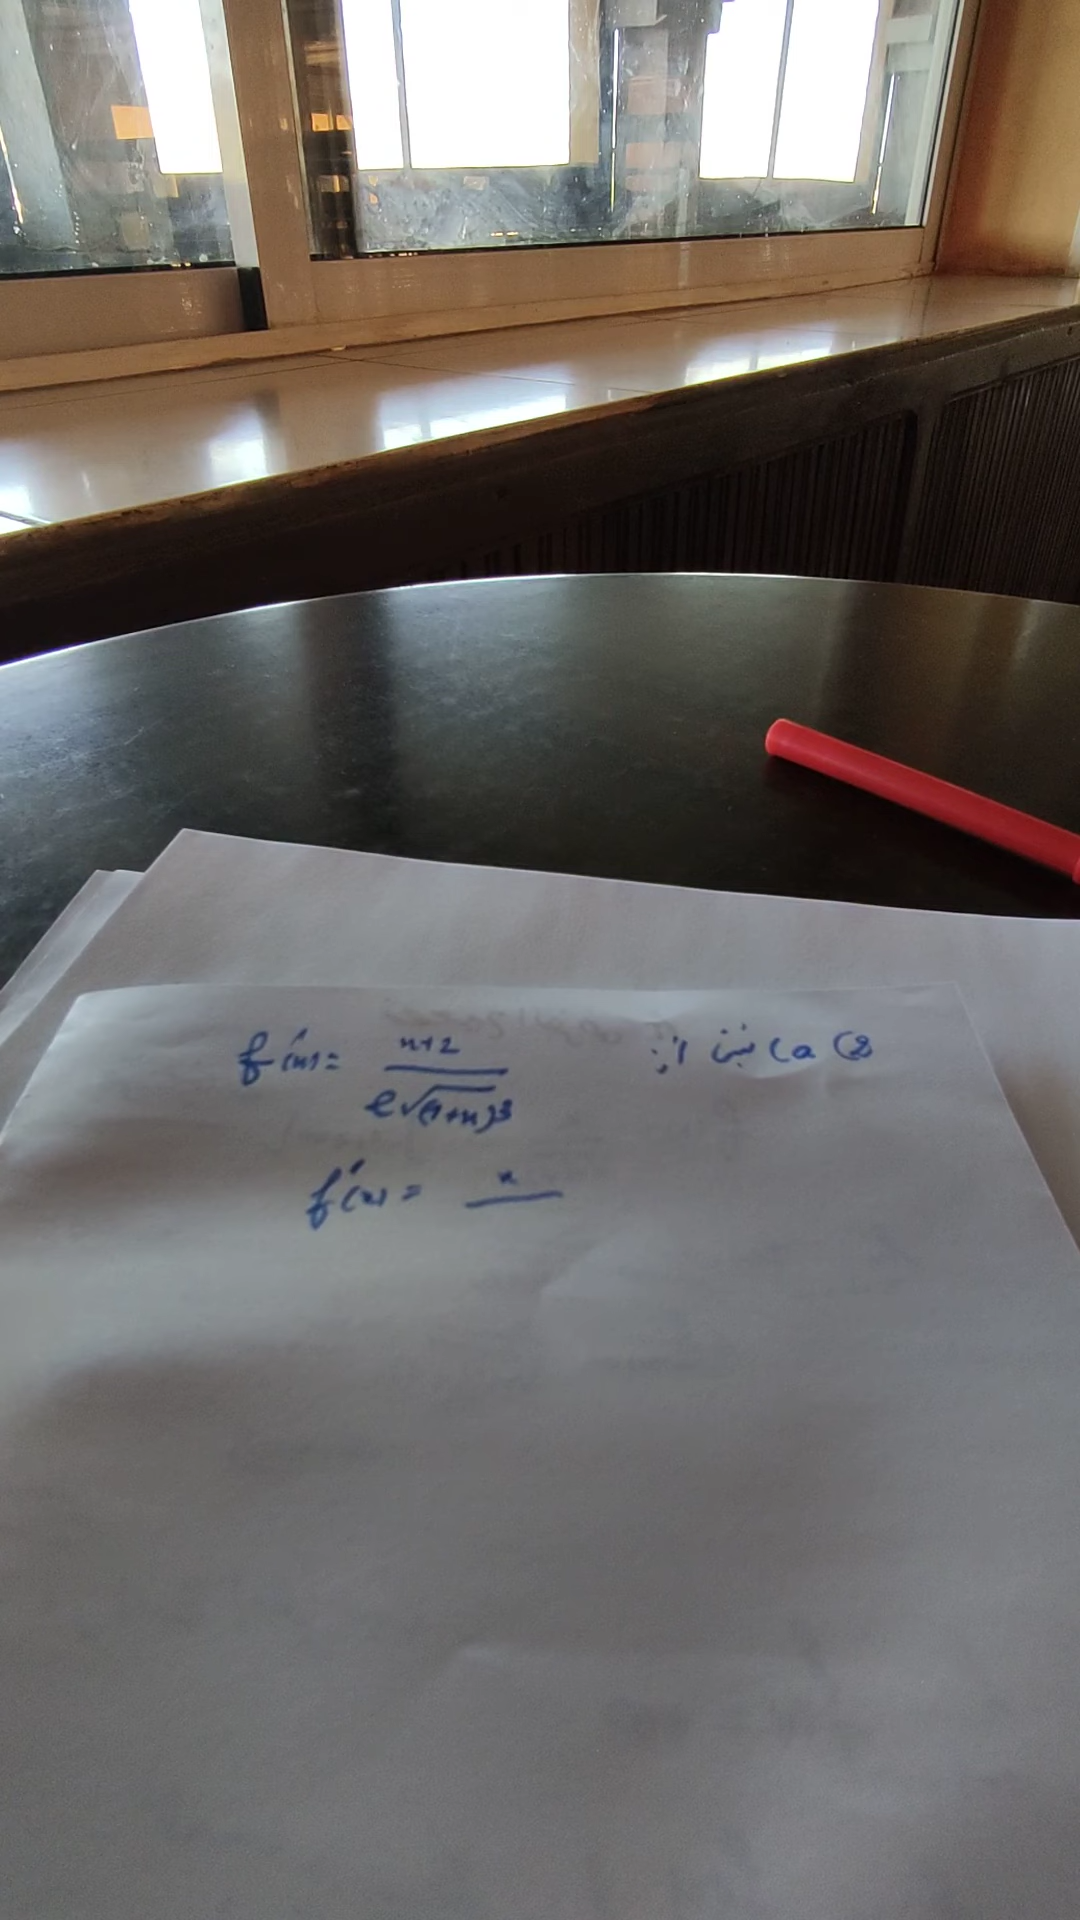 2) a) بين أن: f'(x) = x+2 / 2√(1+x)³
f'(x) = x